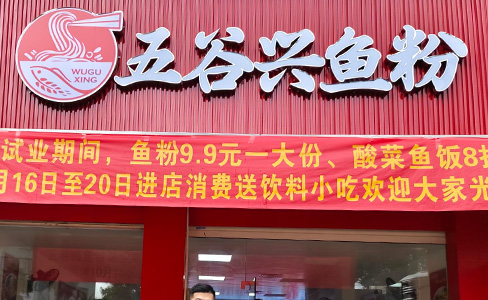 五谷兴鱼粉
WUGU
XING
试业期间，鱼粉9.9元一大份、酸菜鱼饭8
月16日至20日进店消费送饮料小吃欢迎大家光